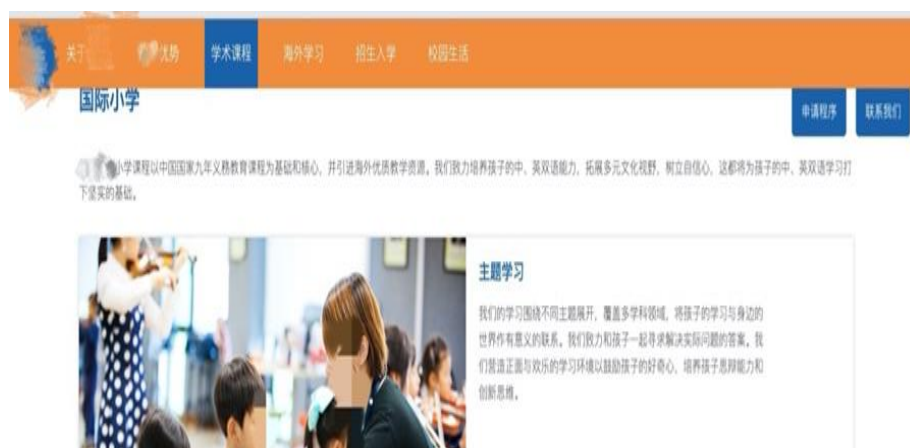 关于
优势
学术课程
海外学习
招生入学
校园生活
国际小学
申请程序
联系我们
小学课程以中国国家九年义務教育课程为基础和核心，并引进海外优质教学资源。我们致力培养孩子的中、英双语能力，拓展多元文化视野，树立自信心，这都将为孩子的中、英双语学习打
下坚实的基础。
主题学习
我们的学习围绕不同主题展开，覆盖多学科领域，将孩子的学习与身边的
世界作有意义的联系。我们致力和孩子一起寻求解决实际问题的答案。我
们营造正面与欢乐的学习环境以鼓励孩子的好奇心，培养孩子思辩能力和
创新思维。